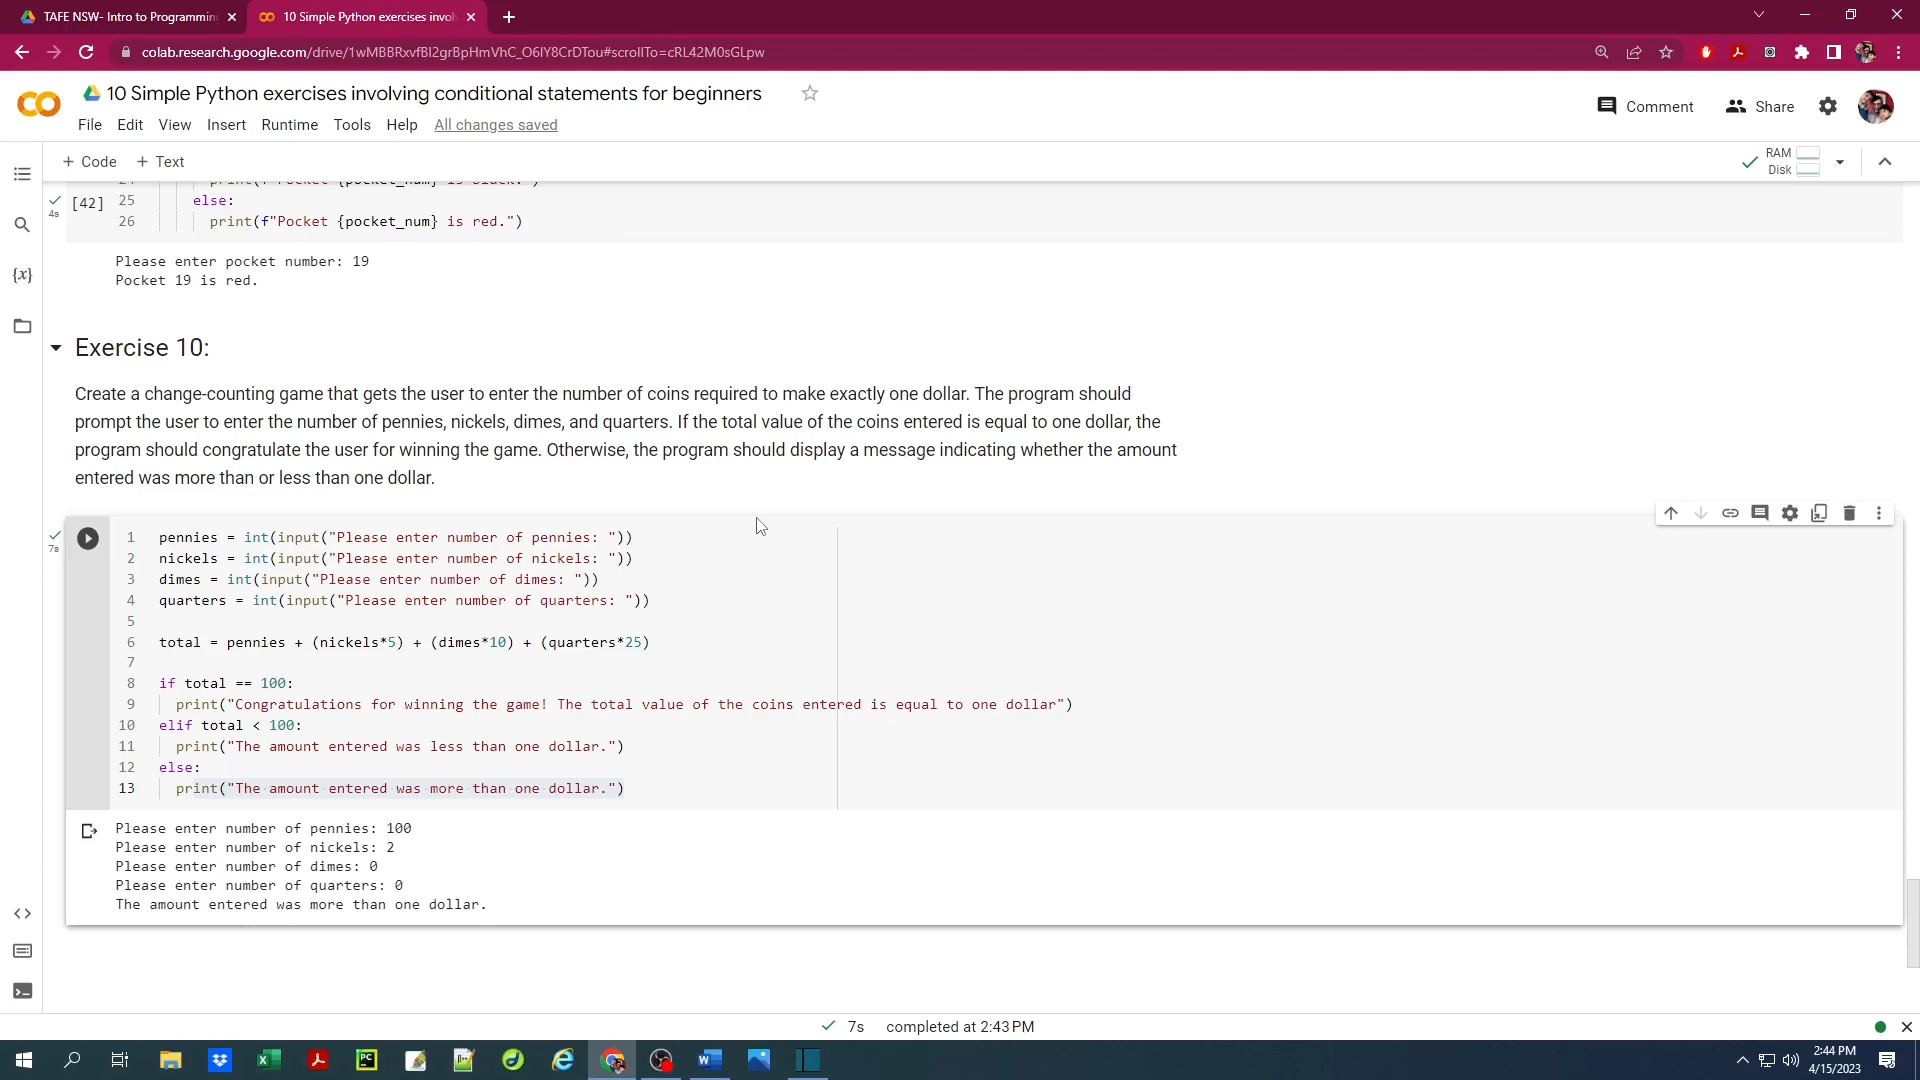 TAFE NSW- Intro to Programming
10 Simple Python exercises invol
colab.research.google.com/drive/1wMBBRxvfBI2grBpHmVhC_O6IY8CrDTou#scrollTo=cRL42M0sGLpw
10 Simple Python exercises involving conditional statements for beginners
Comment
Share
File Edit View Insert Runtime Tools Help All changes saved
+ Code + Text
RAM
Disk
[42]
4s
25 else:
26 print(f"Pocket {pocket_num} is red.")
Please enter pocket number: 19
Pocket 19 is red.
{x}
Exercise 10:
Create a change-counting game that gets the user to enter the number of coins required to make exactly one dollar. The program should
prompt the user to enter the number of pennies, nickels, dimes, and quarters. If the total value of the coins entered is equal to one dollar, the
program should congratulate the user for winning the game. Otherwise, the program should display a message indicating whether the amount
entered was more than or less than one dollar.
7s
1 pennies = int(input("Please enter number of pennies: "))
2 nickels = int(input("Please enter number of nickels: "))
3 dimes = int(input("Please enter number of dimes: "))
4 quarters = int(input("Please enter number of quarters: "))
5
6 total = pennies + (nickels*5) + (dimes*10) + (quarters*25)
7
8 if total == 100:
9 print("Congratulations for winning the game! The total value of the coins entered is equal to one dollar")
10 elif total < 100:
11 print("The amount entered was less than one dollar.")
12 else:
13 print("The amount entered was more than one dollar.")
Please enter number of pennies: 100
Please enter number of nickels: 2
Please enter number of dimes: 0
Please enter number of quarters: 0
The amount entered was more than one dollar.
7s completed at 2:43 PM
2:44 PM
4/15/2023